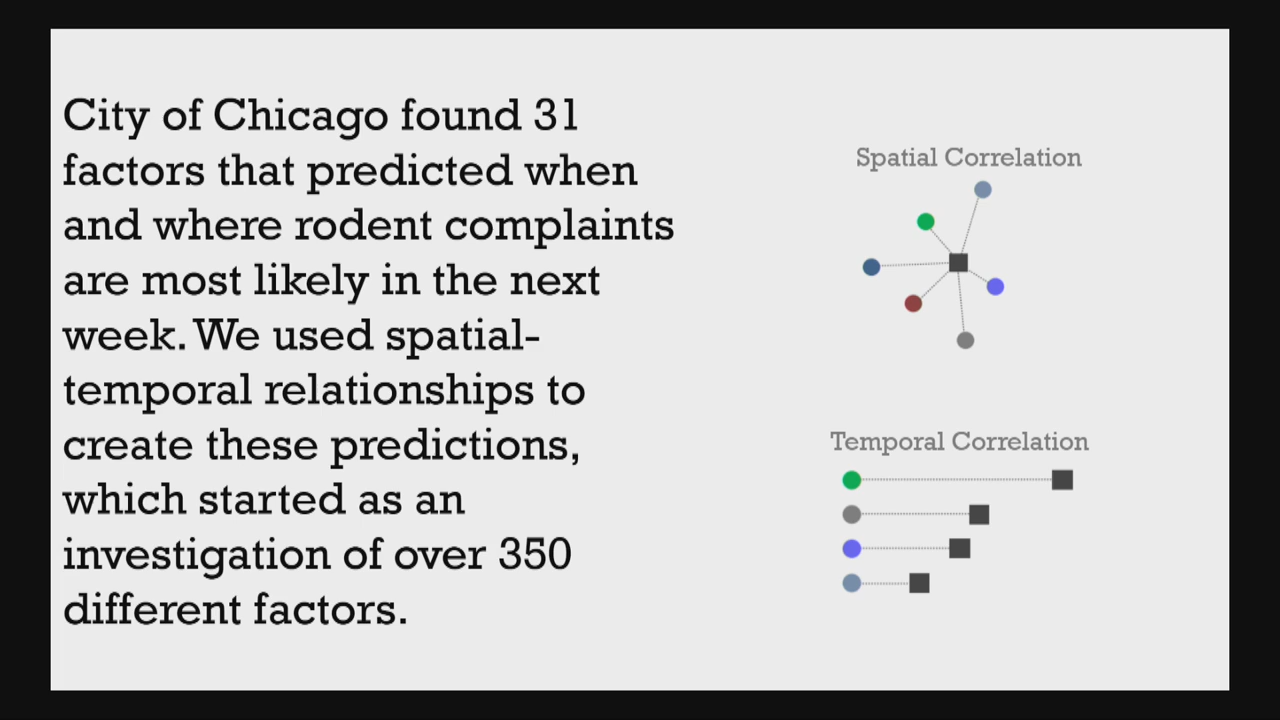 City of Chicago found 31
factors that predicted when
and where rodent complaints
are most likely in the next
week. We used spatial-
temporal relationships to
create these predictions,
which started as an
investigation of over 350
different factors.
Spatial Correlation
Temporal Correlation